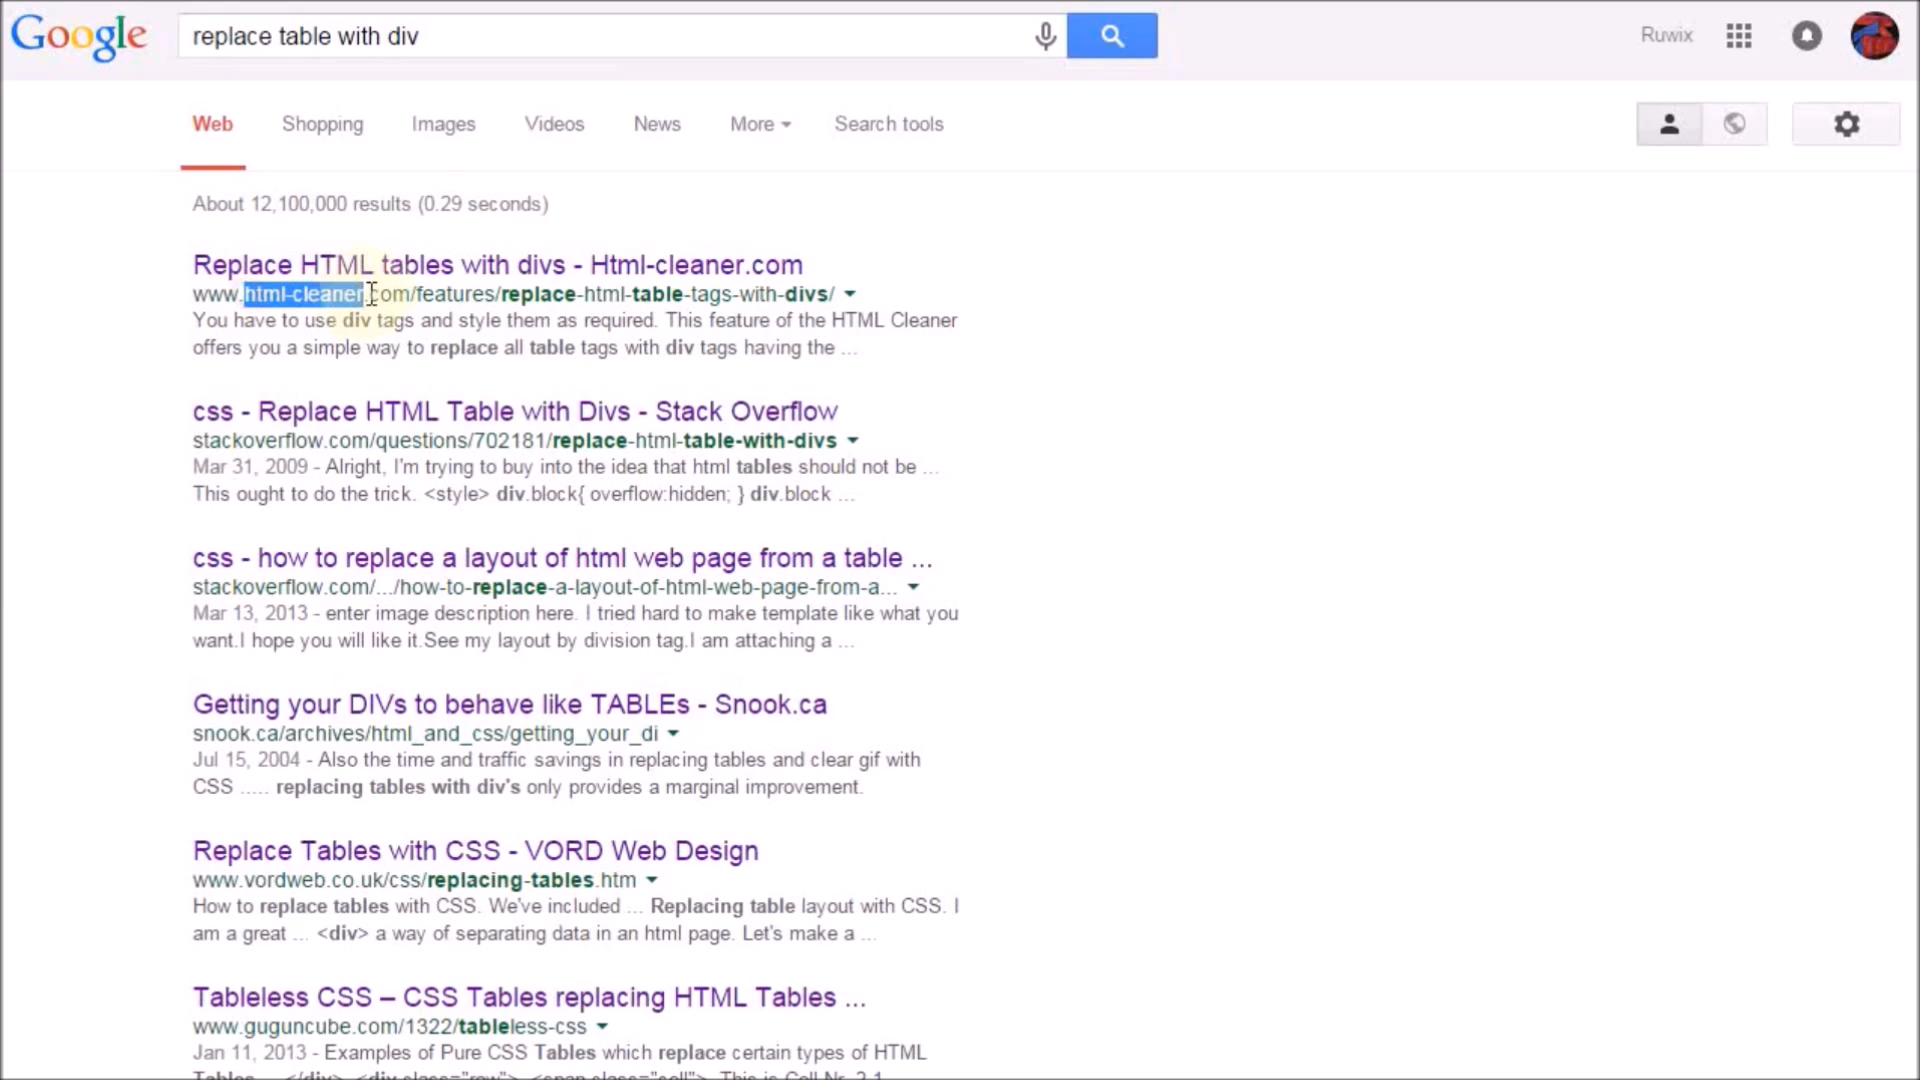 Google
replace table with div
Ruwix
Web Shopping Images Videos News More Search tools
About 12,100,000 results (0.29 seconds)
Replace HTML tables with divs - Html-cleaner.com
www.html-cleaner.com/features/replace-html-table-tags-with-divs/
You have to use div tags and style them as required. This feature of the HTML Cleaner
offers you a simple way to replace all table tags with div tags having the ...
css - Replace HTML Table with Divs - Stack Overflow
stackoverflow.com/questions/702181/replace-html-table-with-divs
Mar 31, 2009 - Alright, I'm trying to buy into the idea that html tables should not be ...
This ought to do the trick. <style> div.block{ overflow:hidden; } div.block ...
css - how to replace a layout of html web page from a table ...
stackoverflow.com/.../how-to-replace-a-layout-of-html-web-page-from-a...
Mar 13, 2013 - enter image description here. I tried hard to make template like what you
want.I hope you will like it.See my layout by division tag.I am attaching a ...
Getting your DIVs to behave like TABLEs - Snook.ca
snook.ca/archives/html_and_css/getting_your_di
Jul 15, 2004 - Also the time and traffic savings in replacing tables and clear gif with
CSS ..... replacing tables with div's only provides a marginal improvement.
Replace Tables with CSS - VORD Web Design
www.vordweb.co.uk/css/replacing-tables.htm
How to replace tables with CSS. We've included ... Replacing table layout with CSS. I
am a great ... <div> a way of separating data in an html page. Let's make a ...
Tableless CSS – CSS Tables replacing HTML Tables ...
www.guguncube.com/1322/tableless-css
Jan 11, 2013 - Examples of Pure CSS Tables which replace certain types of HTML
Tables ... </div> <div class="row"> <span class="cell"> This is Cell Nr. 2.1